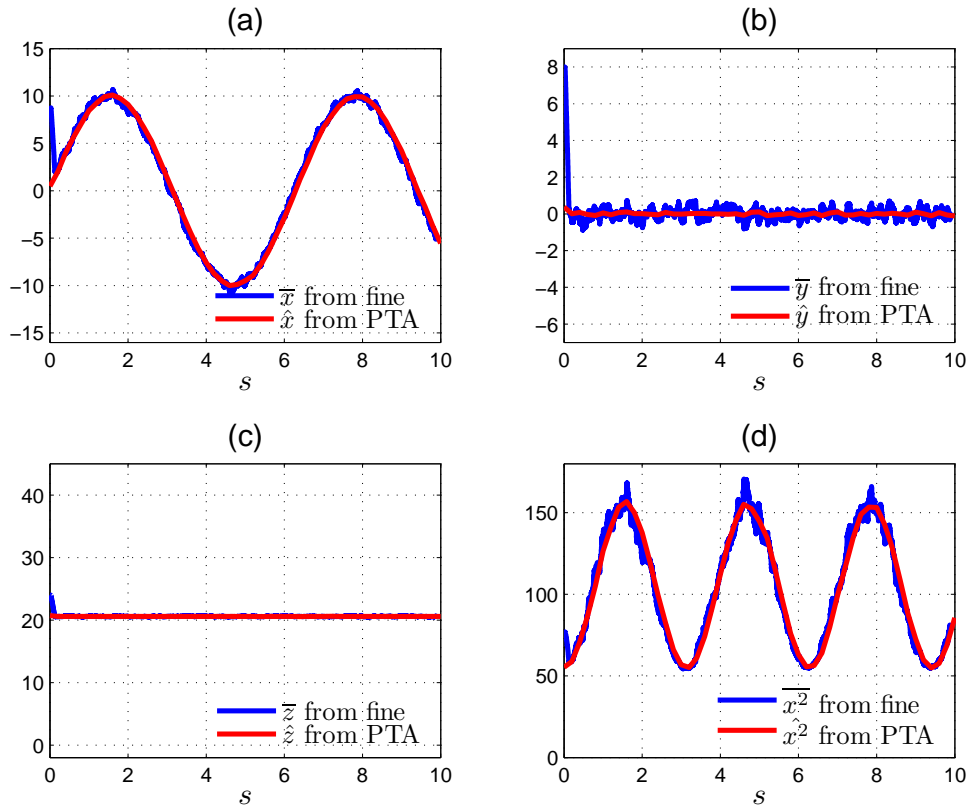 (a)
15
10
5
0
−5
−10
−15
0 2 4 6 8 10
s
x̅ from fine
x̂ from PTA
(b)
8
6
4
2
0
−2
−4
−6
0 2 4 6 8 10
s
y̅ from fine
ŷ from PTA
(c)
40
30
20
10
0
0 2 4 6 8 10
s
z̅ from fine
ẑ from PTA
(d)
150
100
50
0
0 2 4 6 8 10
s
x̅²̅ from fine
x̂² from PTA